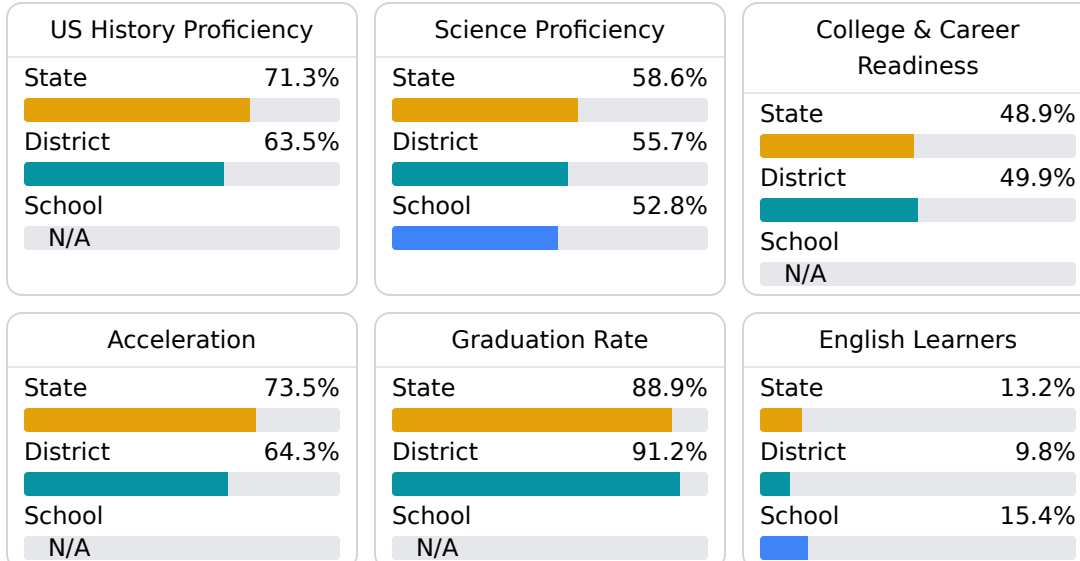 US History Proficiency
State 71.3%
District 63.5%
School
N/A
Science Proficiency
State 58.6%
District 55.7%
School 52.8%
College & Career
Readiness
State 48.9%
District 49.9%
School
N/A
Acceleration
State 73.5%
District 64.3%
School
N/A
Graduation Rate
State 88.9%
District 91.2%
School
N/A
English Learners
State 13.2%
District 9.8%
School 15.4%